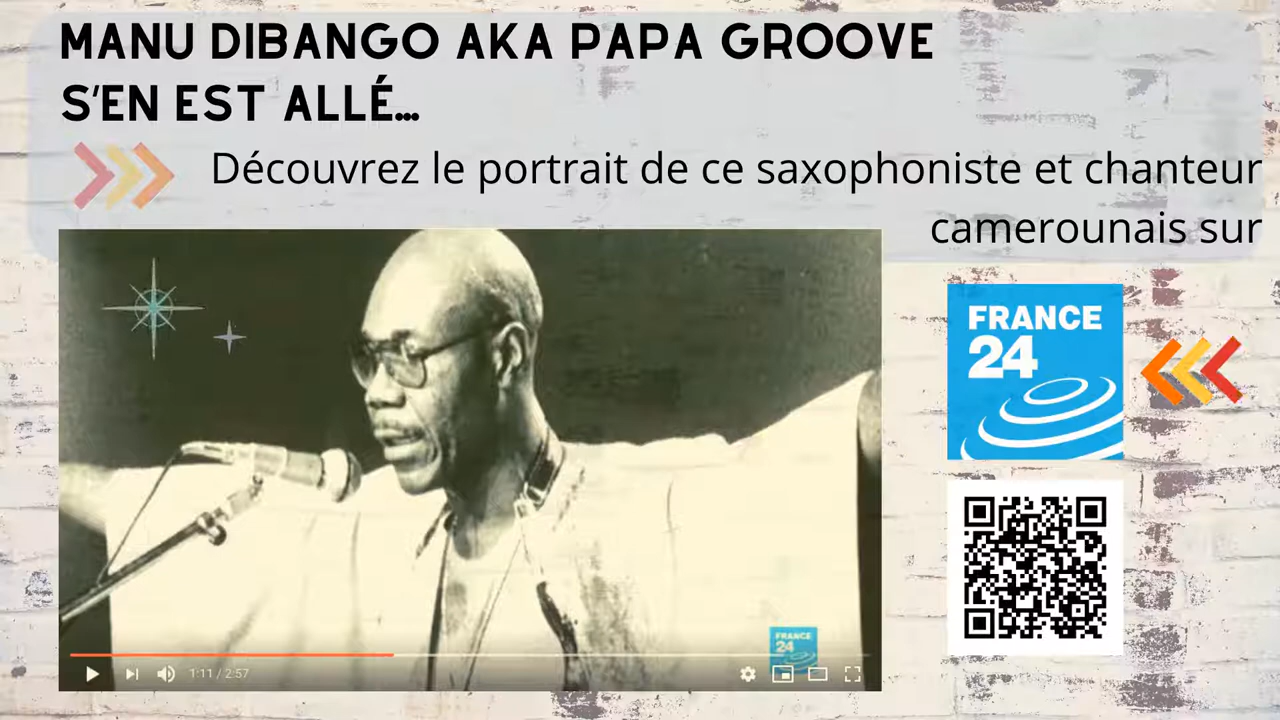 MANU DIBANGO AKA PAPA GROOVE
S'EN EST ALLÉ...
Découvrez le portrait de ce saxophoniste et chanteur
camerounais sur
FRANCE
24
FRANCE
24
1:11 / 2:57